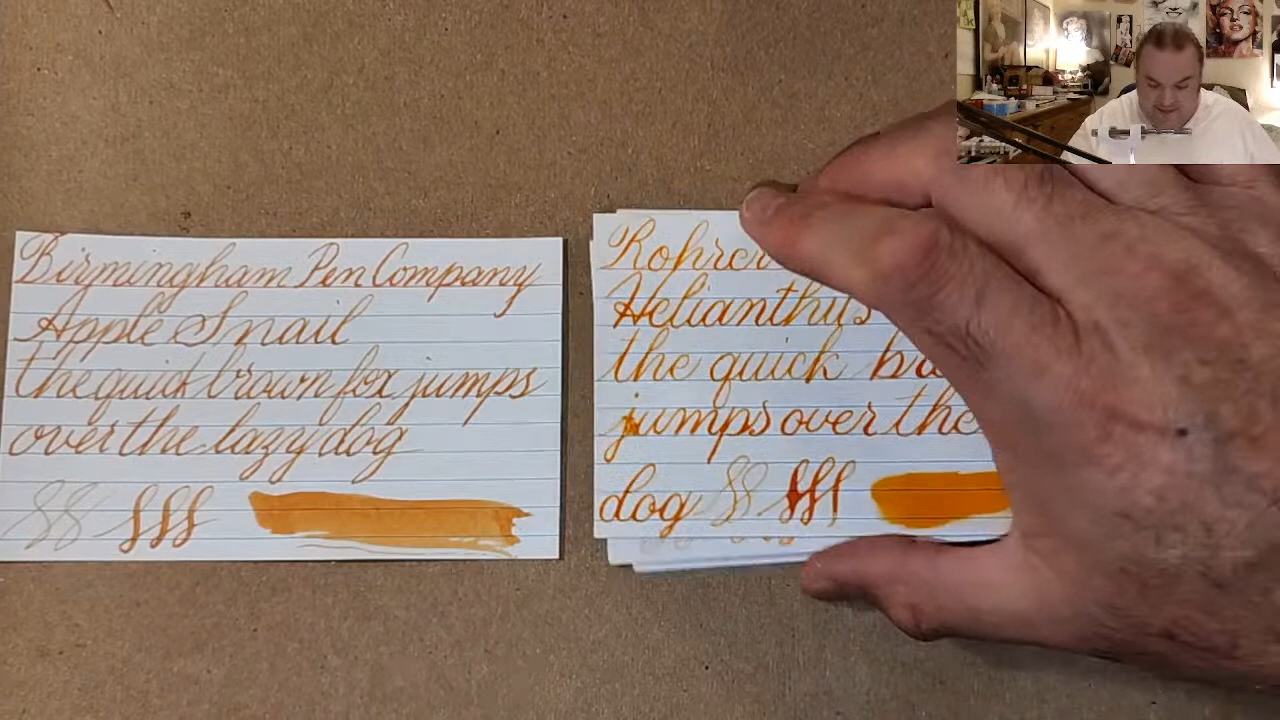 Birmingham Pen Company
Apple Snail
the quick brown fox jumps
over the lazy dog
Rohrer
Helianthus
the quick
jumps over the
dog